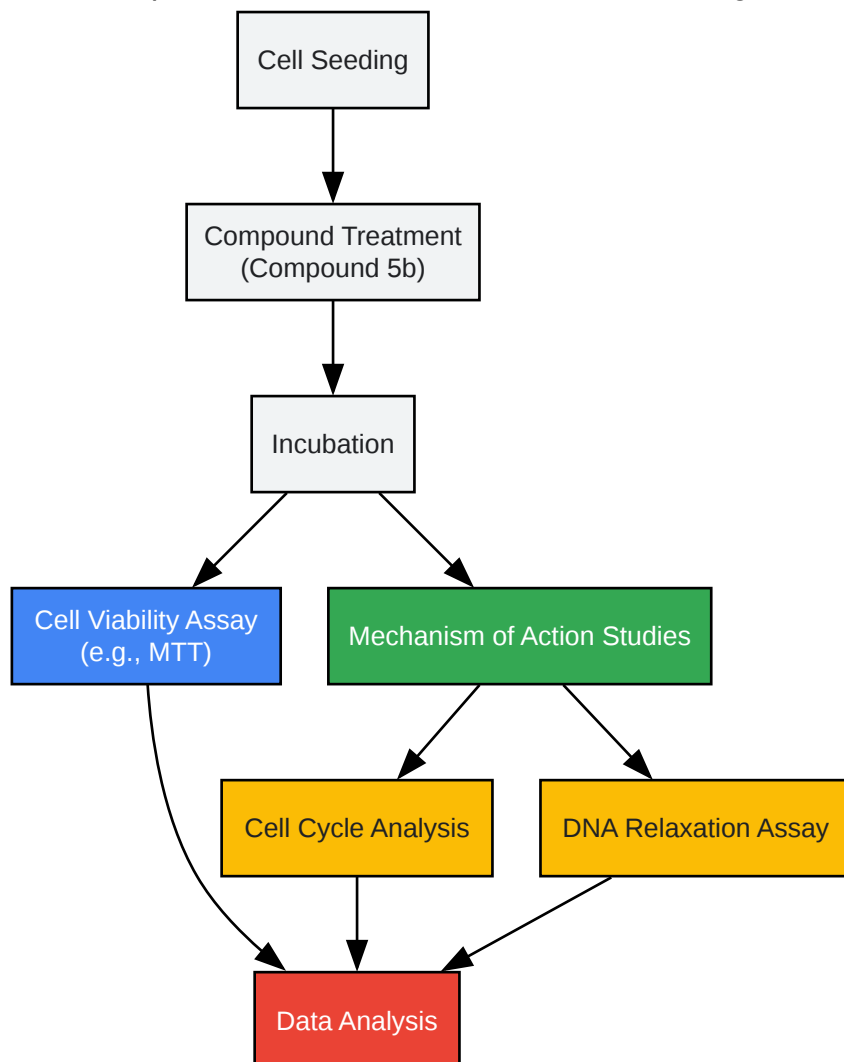 Cell Seeding
Compound Treatment
(Compound 5b)
Incubation
Cell Viability Assay
(e.g., MTT)
Mechanism of Action Studies
Cell Cycle Analysis
DNA Relaxation Assay
Data Analysis